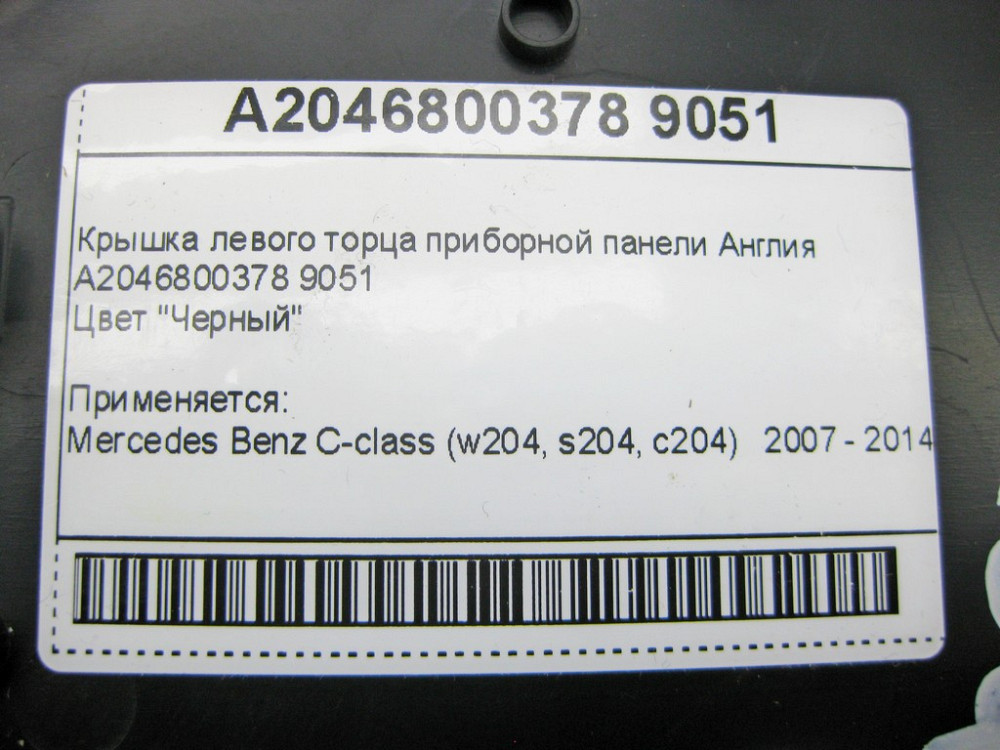 A2046800378 9051
Крышка левого торца приборной панели Англия
A2046800378 9051
Цвет "Черный"
Применяется:
Mercedes Benz C-class (w204, s204, c204) 2007 - 2014